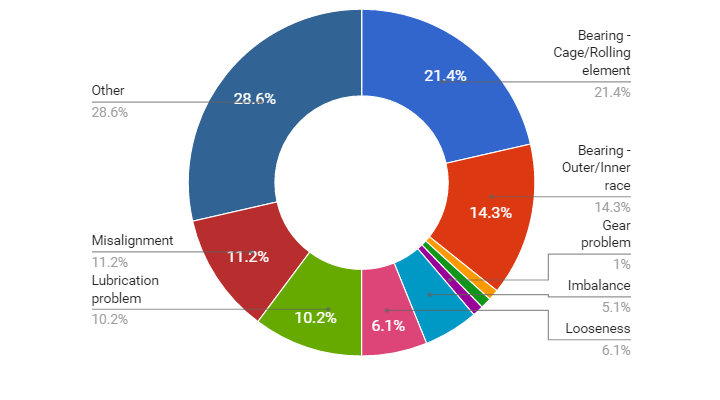 Bearing -
Cage/Rolling
element
21.4%
21.4%
Other
28.6%
28.6%
Bearing -
Outer/Inner
race
14.3%
14.3%
Gear
problem
1%
Misalignment
11.2%
11.2%
Imbalance
5.1%
Lubrication
problem
10.2%
10.2%
Looseness
6.1%
6.1%